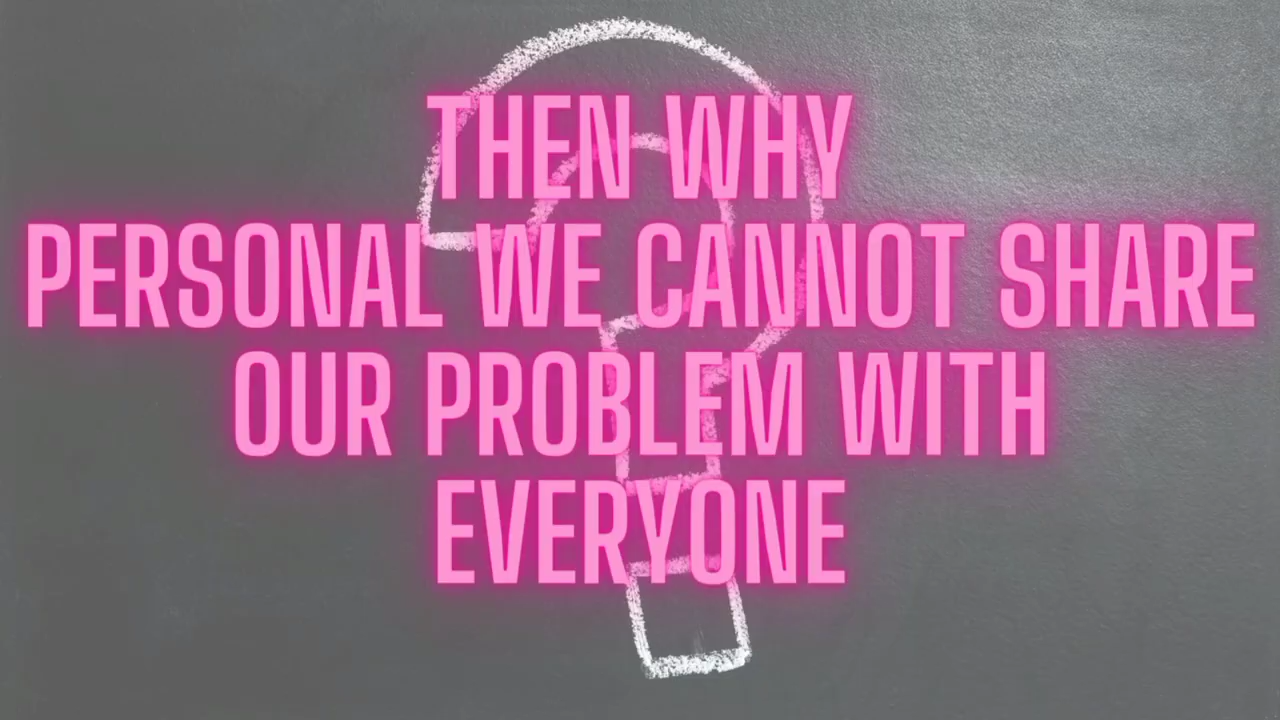 THEN WHY
PERSONAL WE CANNOT SHARE
OUR PROBLEM WITH
EVERYONE